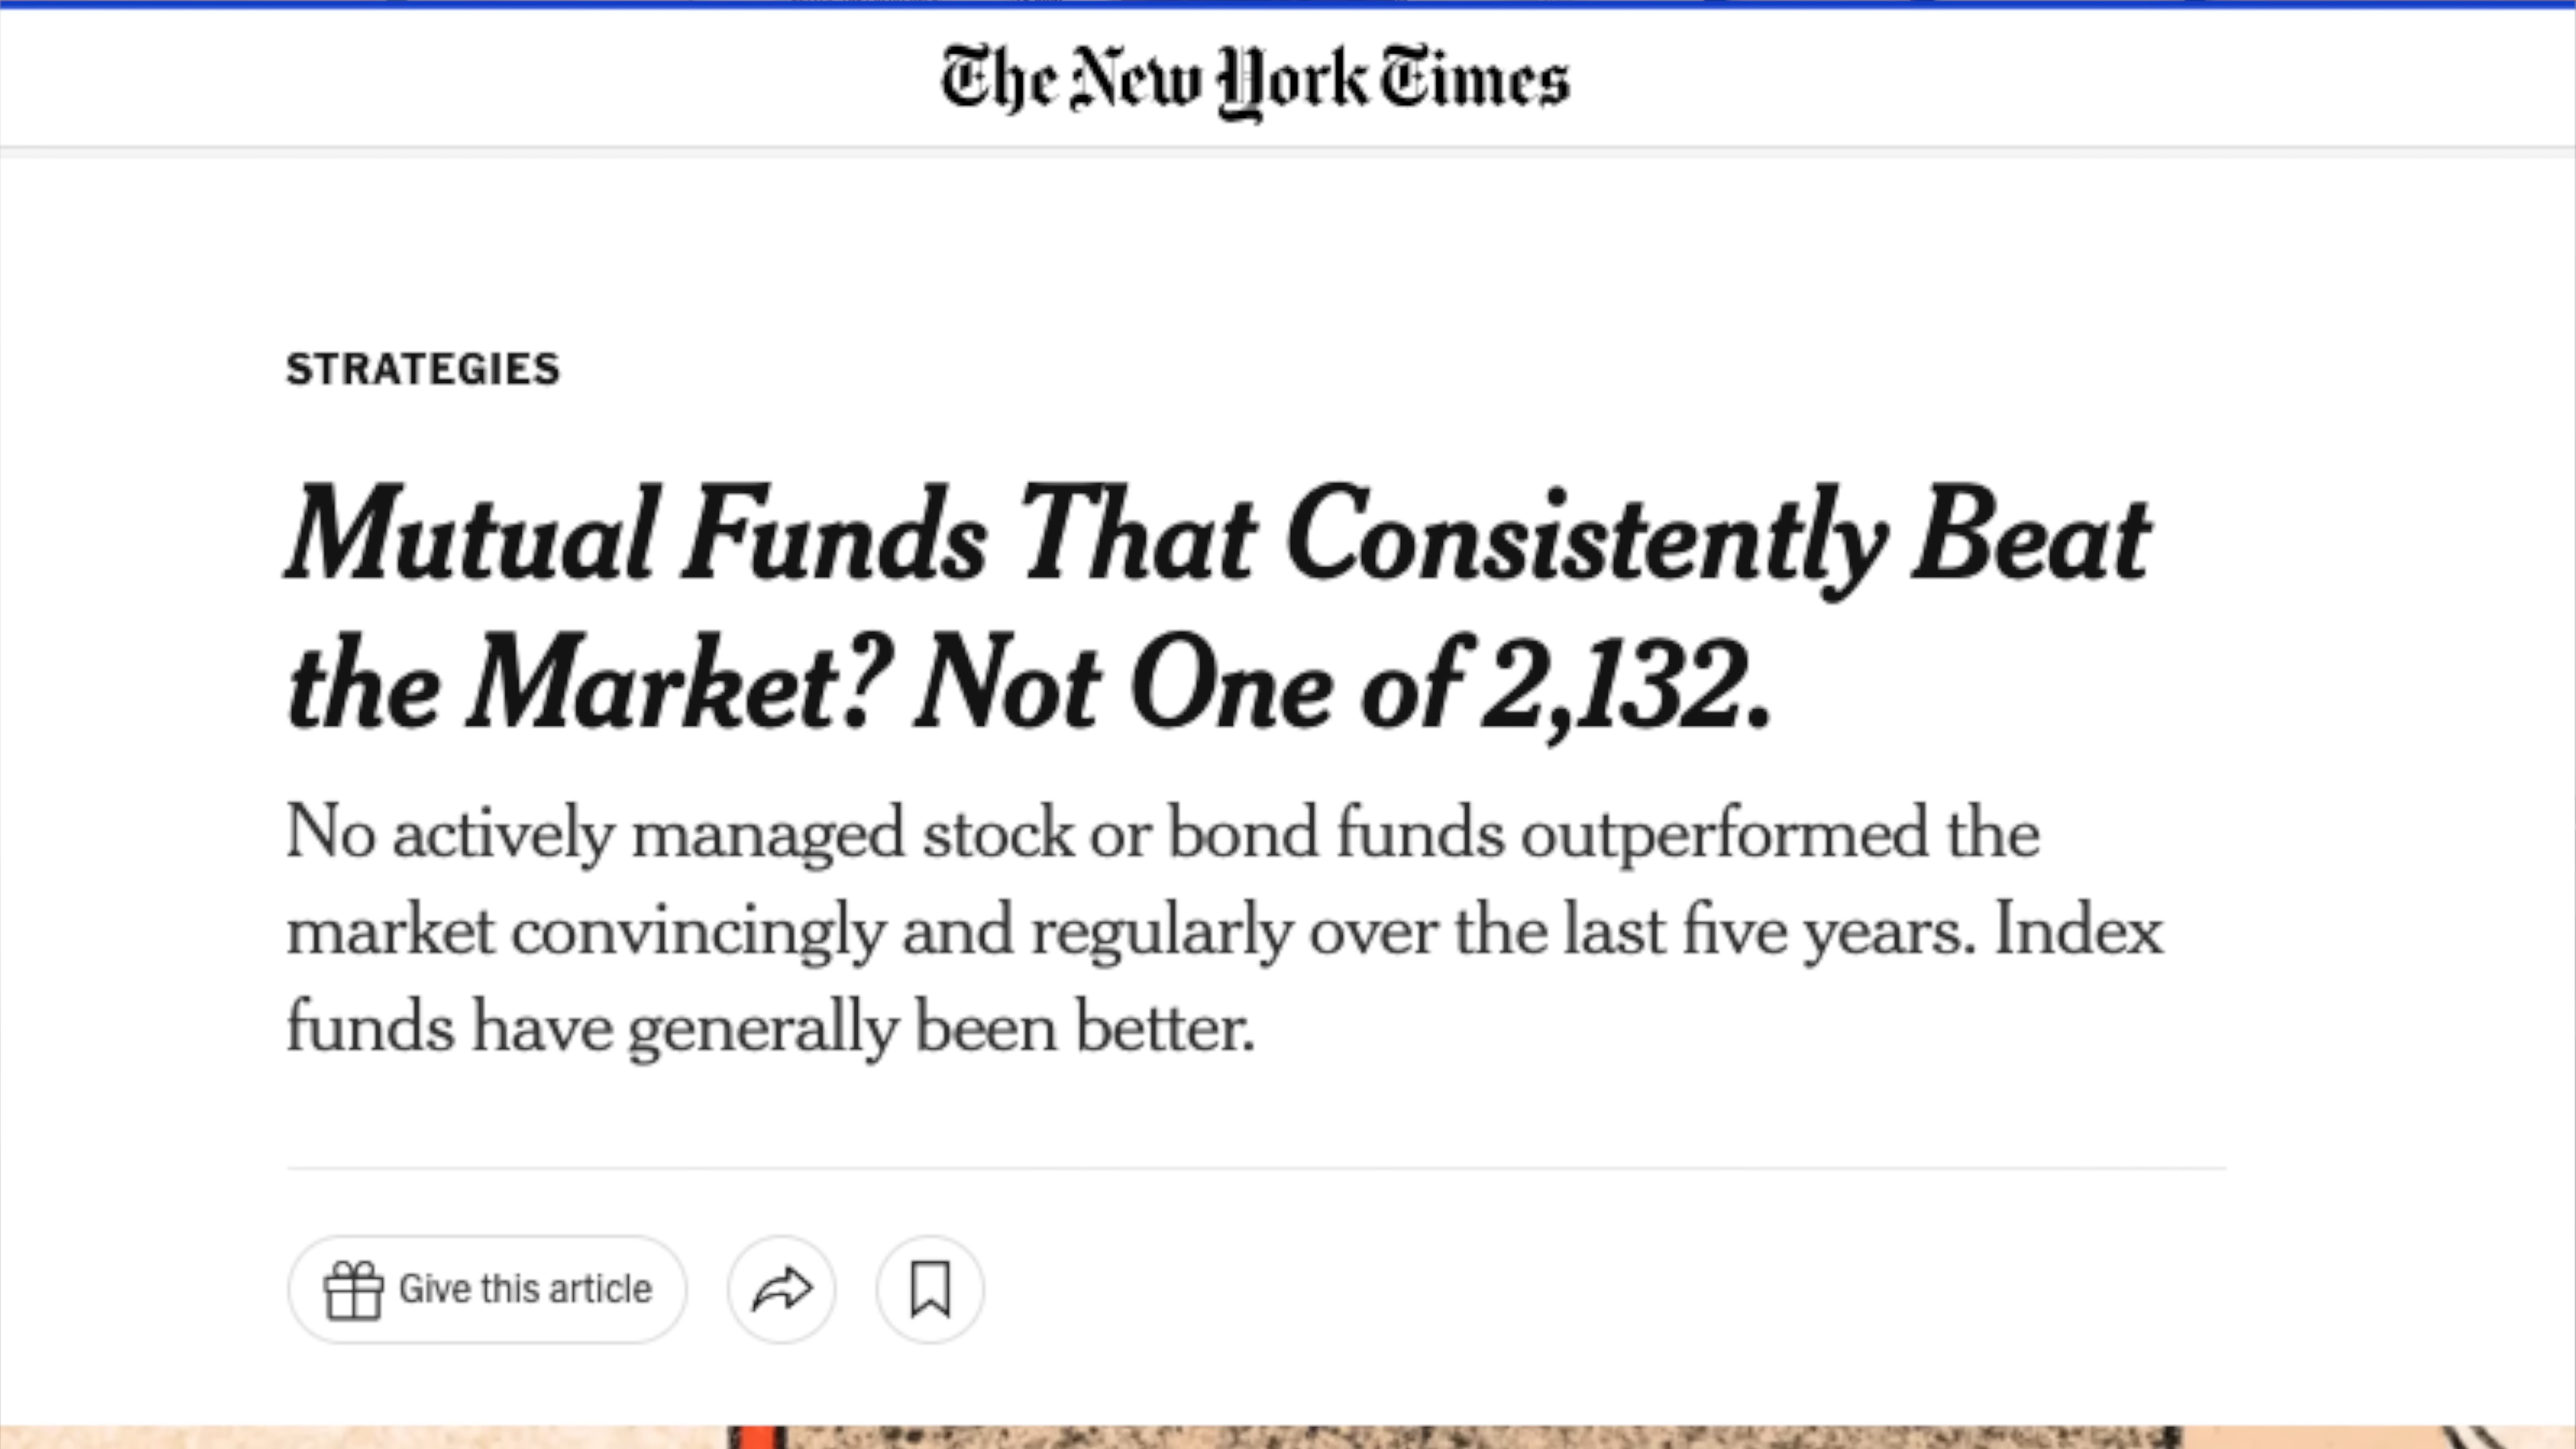 The New York Times
STRATEGIES
Mutual Funds That Consistently Beat
the Market? Not One of 2,132.
No actively managed stock or bond funds outperformed the
market convincingly and regularly over the last five years. Index
funds have generally been better.
Give this article